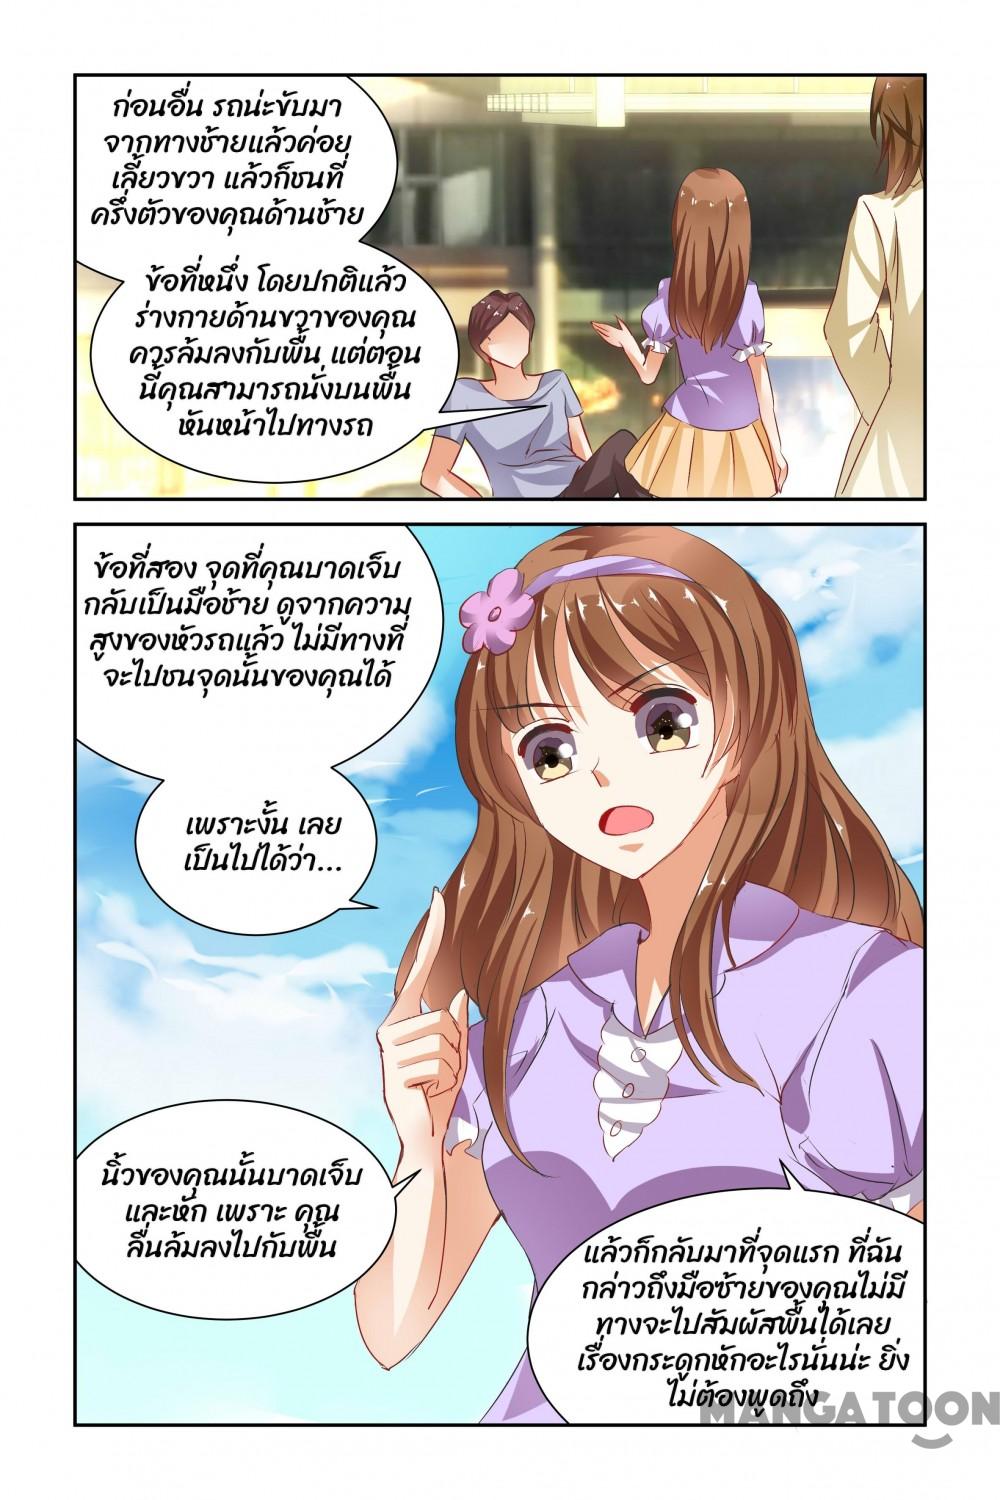 ก่อนอื่น รถน่ะขับมา
จากทางซ้ายแล้วค่อย
เลี้ยวขวา แล้วก็ชนที่
ครึ่งตัวของคุณด้านซ้าย
ข้อที่หนึ่ง โดยปกติแล้ว
ร่างกายด้านขวาของคุณ
ควรล้มลงกับพื้น แต่ตอน
นี้คุณสามารถนั่งบนพื้น
หันหน้าไปทางรถ
ข้อที่สอง จุดที่คุณบาดเจ็บ
กลับเป็นมือซ้าย ดูจากความ
สูงของหัวรถแล้ว ไม่มีทางที่
จะไปชนจุดนั้นของคุณได้
เพราะงั้น เลย
เป็นไปได้ว่า...
นิ้วของคุณนั้นบาดเจ็บ
และหัก เพราะ คุณ
ลื่นล้มลงไปกับพื้น
แล้วก็กลับมาที่จุดแรก ที่ฉัน
กล่าวถึงมือซ้ายของคุณไม่มี
ทางจะไปสัมผัสพื้นได้เลย
เรื่องกระดูกหักอะไรนั่นน่ะ ยิ่ง
ไม่ต้องพูดถึง
MANGATOON